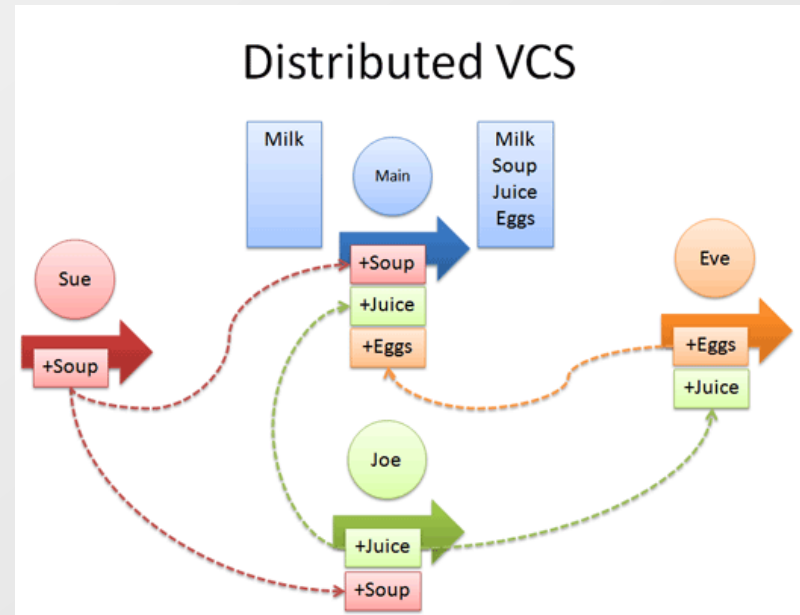 Distributed VCS
Milk
Main
Milk
Soup
Juice
Eggs
Sue
+Soup
+Soup
+Juice
+Eggs
Eve
+Eggs
+Juice
Joe
+Juice
+Soup